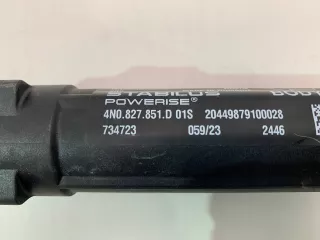 STABILUS
POWERISE®
4N0.827.851.D 01S 20449879100028
734723 059/23 2446